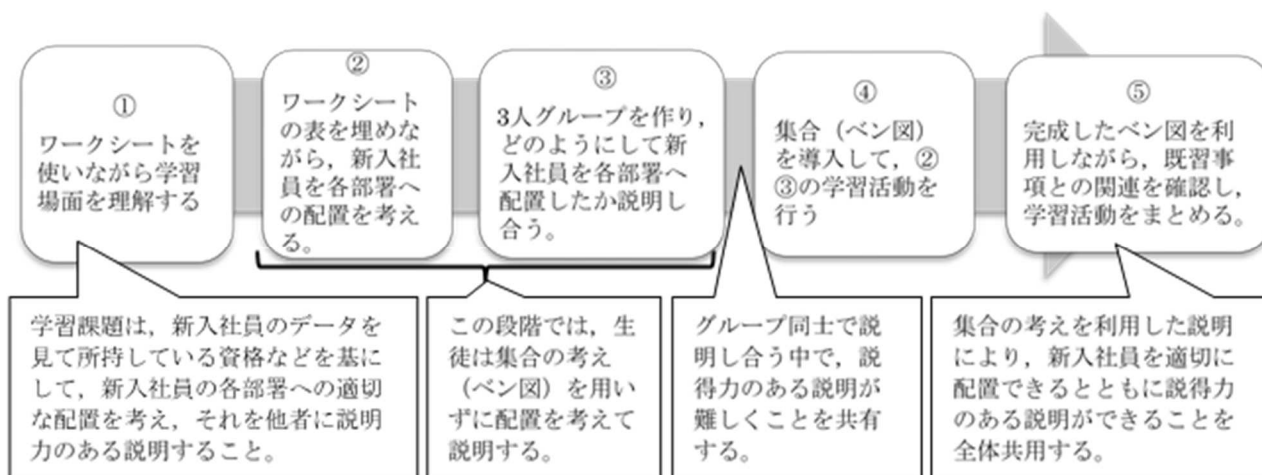 ①
ワークシートを
使いながら学習
場面を理解する
②
ワークシート
の表を埋めな
がら，新入社
員を各部署へ
の配置を考え
る。
③
3人グループを作り，
どのようにして新
入社員を各部署へ
配置したか説明し
合う。
④
集合（ベン図）
を導入して，②
③の学習活動を
行う
⑤
完成したベン図を利
用しながら，既習事
項との関連を確認し，
学習活動をまとめる。
学習課題は，新入社員のデータを
見て所持している資格などを基に
して，新入社員の各部署への適切
な配置を考え，それを他者に説明
力のある説明すること。
この段階では，生
徒は集合の考え
（ベン図）を用い
ずに配置を考えて
説明する。
グループ同士で説
明し合う中で，説
得力のある説明が
難しくことを共有
する。
集合の考えを利用した説明
により，新入社員を適切に
配置できるとともに説得力
のある説明ができることを
全体共用する。